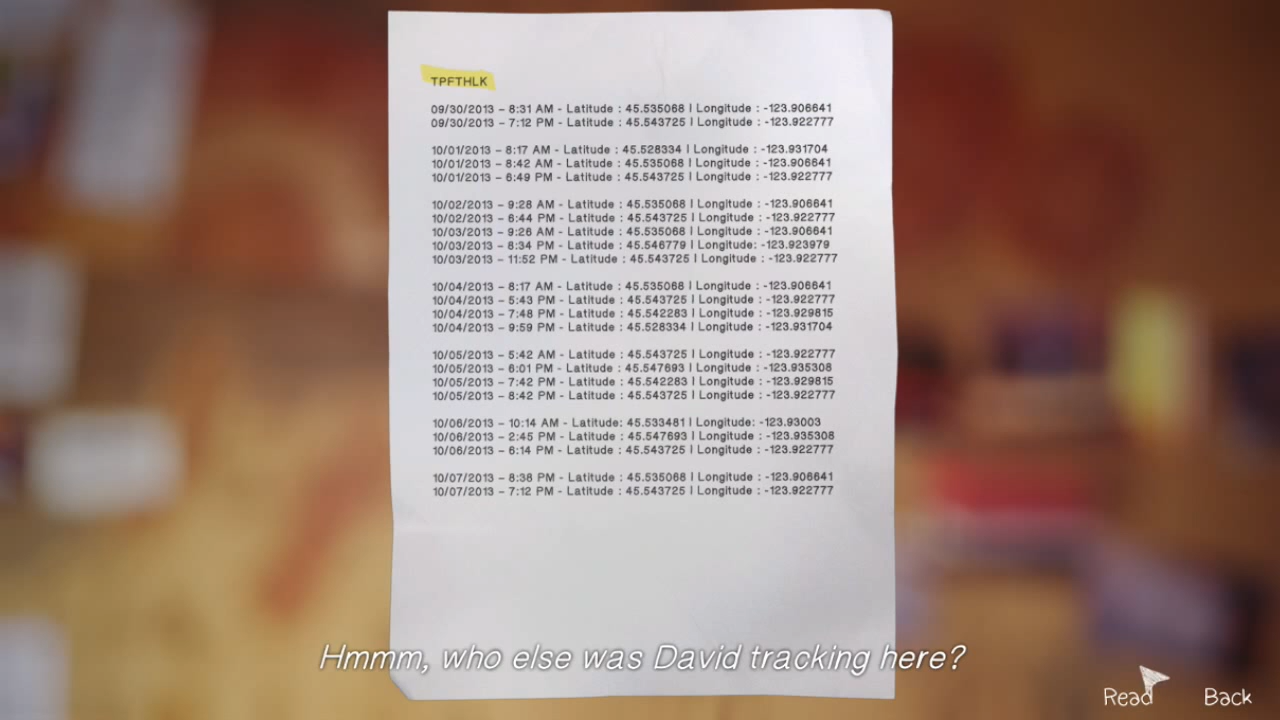 TPFTHLK
09/30/2013 – 8:31 AM - Latitude : 45.535068 | Longitude : -123.906641
09/30/2013 – 7:12 PM - Latitude : 45.543725 | Longitude : -123.922777
10/01/2013 – 8:17 AM - Latitude : 45.528334 | Longitude : -123.931704
10/01/2013 – 8:42 AM - Latitude : 45.535068 | Longitude : -123.906641
10/01/2013 – 6:49 PM - Latitude : 45.543725 | Longitude : -123.922777
10/02/2013 – 9:28 AM - Latitude : 45.535068 | Longitude : -123.906641
10/02/2013 – 6:44 PM - Latitude : 45.543725 | Longitude : -123.922777
10/03/2013 – 9:26 AM - Latitude : 45.535068 | Longitude : -123.906641
10/03/2013 – 8:34 PM - Latitude : 45.546779 | Longitude: -123.923979
10/03/2013 – 11:52 PM - Latitude : 45.543725 | Longitude : -123.922777
10/04/2013 – 8:17 AM - Latitude : 45.535068 | Longitude : -123.906641
10/04/2013 – 5:43 PM - Latitude : 45.543725 | Longitude : -123.922777
10/04/2013 – 7:48 PM - Latitude : 45.542283 | Longitude : -123.929815
10/04/2013 – 9:59 PM - Latitude : 45.528334 | Longitude : -123.931704
10/05/2013 – 5:42 AM - Latitude : 45.543725 | Longitude : -123.922777
10/05/2013 – 6:01 PM - Latitude : 45.547693 | Longitude : -123.935308
10/05/2013 – 7:42 PM - Latitude : 45.542283 | Longitude : -123.929815
10/05/2013 – 8:42 PM - Latitude : 45.543725 | Longitude : -123.922777
10/06/2013 – 10:14 AM - Latitude: 45.533481 | Longitude: -123.93003
10/06/2013 – 2:45 PM - Latitude : 45.547693 | Longitude : -123.935308
10/06/2013 – 6:14 PM - Latitude : 45.543725 | Longitude : -123.922777
10/07/2013 – 8:38 PM - Latitude : 45.535068 | Longitude : -123.906641
10/07/2013 – 7:12 PM - Latitude : 45.543725 | Longitude : -123.922777
Hmmm, who else was David tracking here?
Read Back